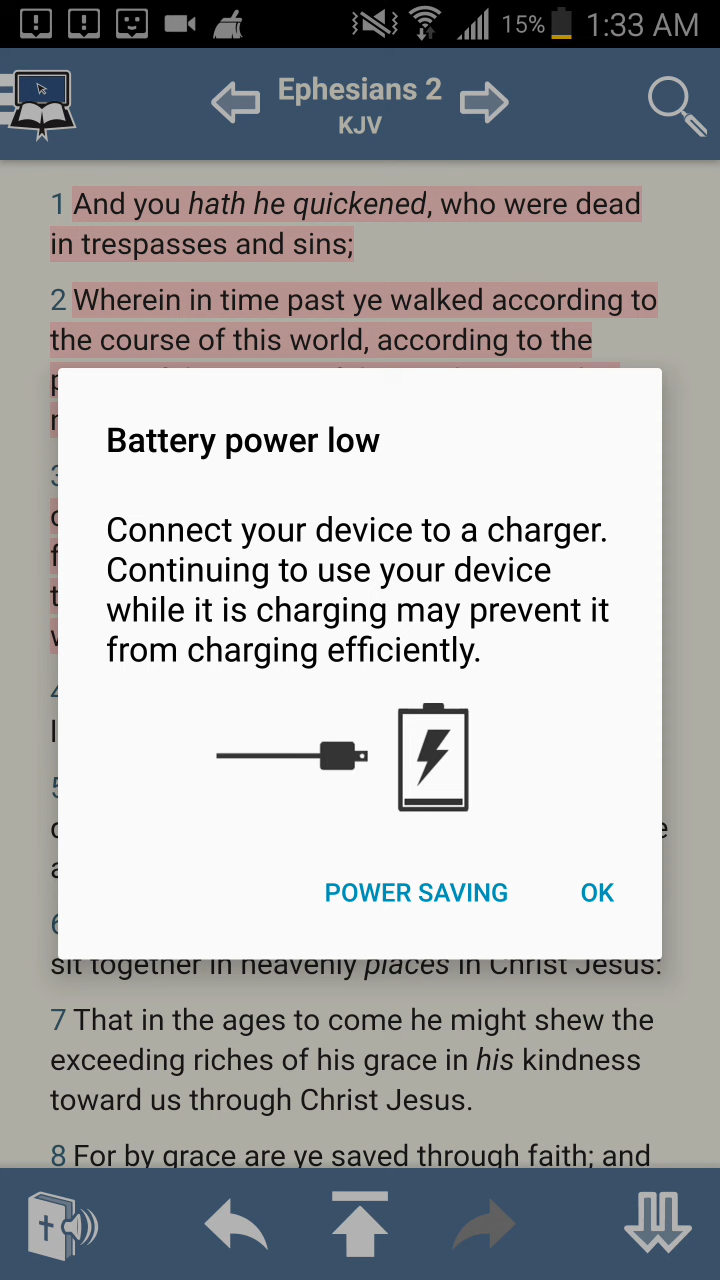 15% 1:33 AM
Ephesians 2
KJV
1 And you hath he quickened, who were dead
in trespasses and sins;
2 Wherein in time past ye walked according to
the course of this world, according to the
Battery power low
Connect your device to a charger.
Continuing to use your device
while it is charging may prevent it
from charging efficiently.
POWER SAVING OK
sit together in heavenly places in Christ Jesus:
7 That in the ages to come he might shew the
exceeding riches of his grace in his kindness
toward us through Christ Jesus.
8 For by grace are ye saved through faith; and